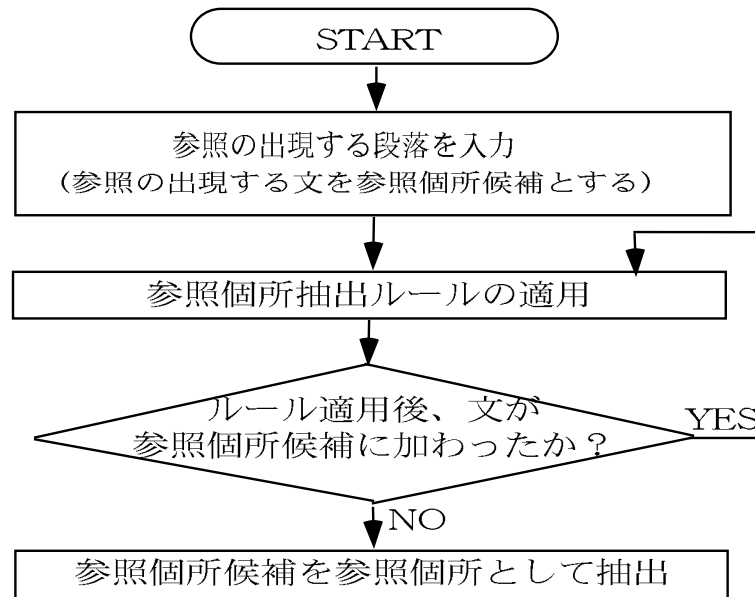 START
参照の出現する段落を入力
(参照の出現する文を参照個所候補とする)
参照個所抽出ルールの適用
ルール適用後、文が
参照個所候補に加わったか？
YES
NO
参照個所候補を参照個所として抽出